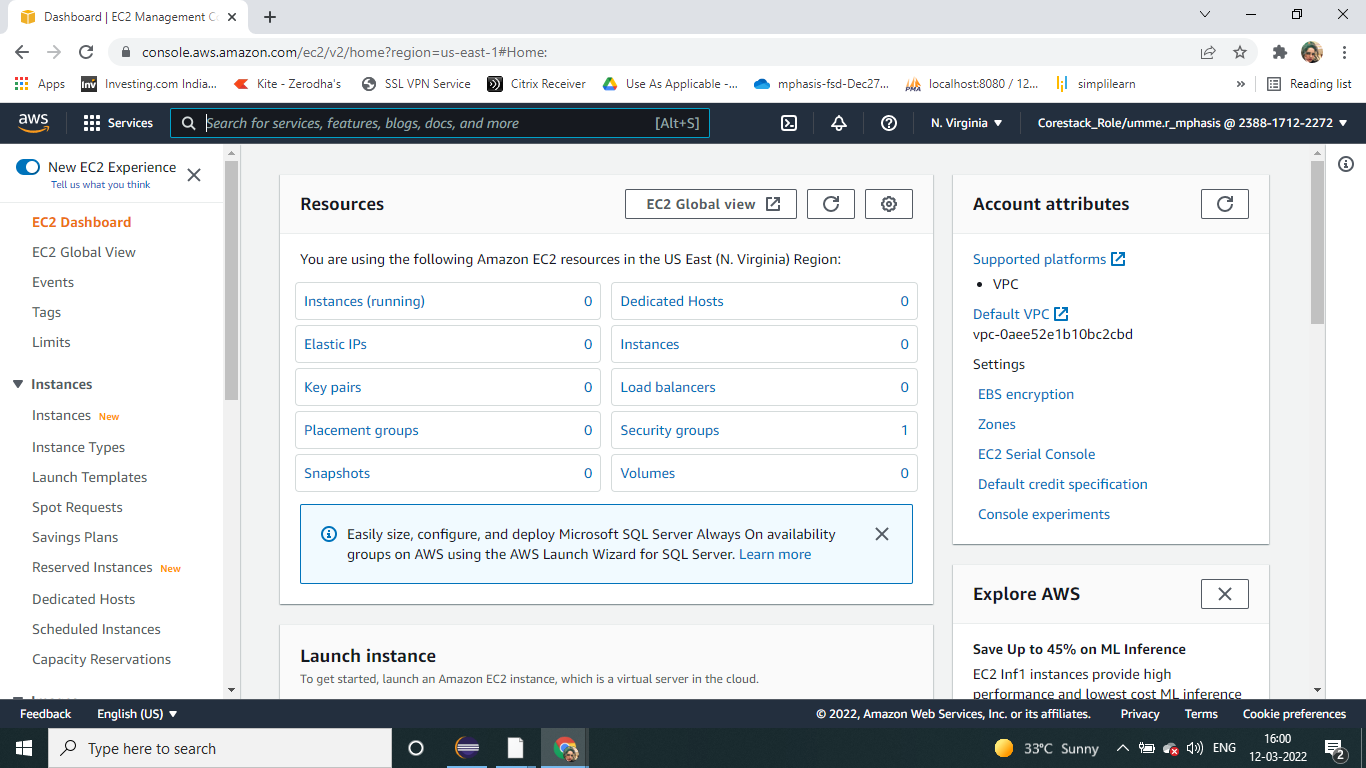 Dashboard | EC2 Management C
console.aws.amazon.com/ec2/v2/home?region=us-east-1#Home:
Apps
Inv Investing.com India...
Kite - Zerodha's
SSL VPN Service
Citrix Receiver
Use As Applicable -...
mphasis-fsd-Dec27...
PMA localhost:8080 / 12...
simplilearn
»
Reading list
aws
Services
Search for services, features, blogs, docs, and more [Alt+S]
N. Virginia
Corestack_Role/umme.r_mphasis @ 2388-1712-2272
New EC2 Experience
Tell us what you think
EC2 Dashboard
EC2 Global View
Events
Tags
Limits
Instances
Instances New
Instance Types
Launch Templates
Spot Requests
Savings Plans
Reserved Instances New
Dedicated Hosts
Scheduled Instances
Capacity Reservations
Resources
EC2 Global view
You are using the following Amazon EC2 resources in the US East (N. Virginia) Region:
Instances (running) 0
Dedicated Hosts 0
Elastic IPs 0
Instances 0
Key pairs 0
Load balancers 0
Placement groups 0
Security groups 1
Snapshots 0
Volumes 0
Easily size, configure, and deploy Microsoft SQL Server Always On availability
groups on AWS using the AWS Launch Wizard for SQL Server. Learn more
Launch instance
To get started, launch an Amazon EC2 instance, which is a virtual server in the cloud.
Account attributes
Supported platforms
• VPC
Default VPC
vpc-0aee52e1b10bc2cbd
Settings
EBS encryption
Zones
EC2 Serial Console
Default credit specification
Console experiments
Explore AWS
Save Up to 45% on ML Inference
EC2 Inf1 instances provide high
performance and lowest cost ML inference
Feedback
English (US)
© 2022, Amazon Web Services, Inc. or its affiliates.
Privacy
Terms
Cookie preferences
Type here to search
33°C Sunny
ENG
16:00
12-03-2022
2